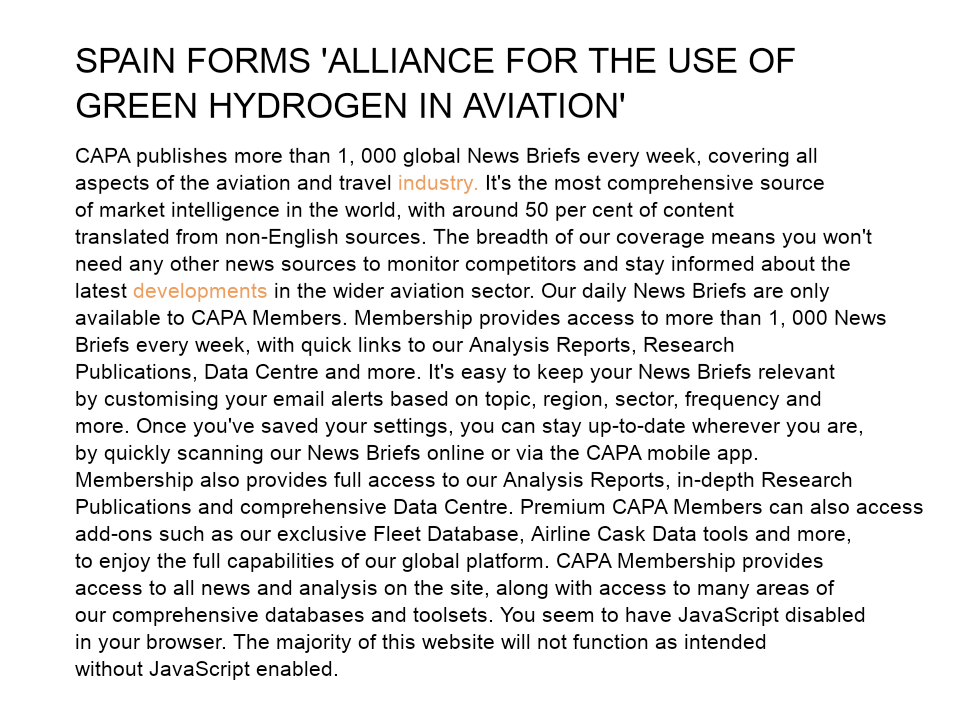 SPAIN FORMS 'ALLIANCE FOR THE USE OF
GREEN HYDROGEN IN AVIATION'
CAPA publishes more than 1, 000 global News Briefs every week, covering all
aspects of the aviation and travel industry. It's the most comprehensive source
of market intelligence in the world, with around 50 per cent of content
translated from non-English sources. The breadth of our coverage means you won't
need any other news sources to monitor competitors and stay informed about the
latest developments in the wider aviation sector. Our daily News Briefs are only
available to CAPA Members. Membership provides access to more than 1, 000 News
Briefs every week, with quick links to our Analysis Reports, Research
Publications, Data Centre and more. It's easy to keep your News Briefs relevant
by customising your email alerts based on topic, region, sector, frequency and
more. Once you've saved your settings, you can stay up-to-date wherever you are,
by quickly scanning our News Briefs online or via the CAPA mobile app.
Membership also provides full access to our Analysis Reports, in-depth Research
Publications and comprehensive Data Centre. Premium CAPA Members can also access
add-ons such as our exclusive Fleet Database, Airline Cask Data tools and more,
to enjoy the full capabilities of our global platform. CAPA Membership provides
access to all news and analysis on the site, along with access to many areas of
our comprehensive databases and toolsets. You seem to have JavaScript disabled
in your browser. The majority of this website will not function as intended
without JavaScript enabled.